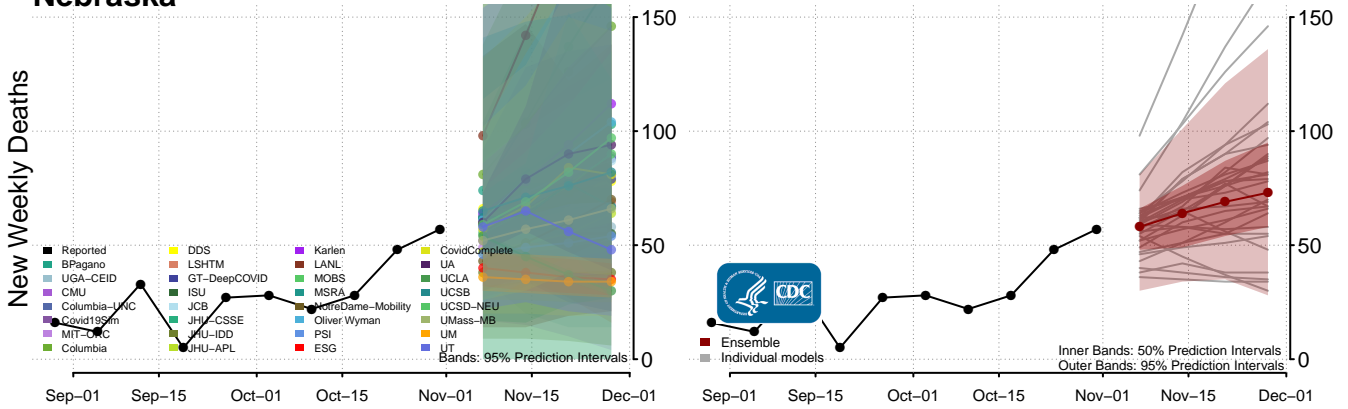 Nebraska
New Weekly Deaths
150
100
50
0
Reported
BPagano
UGA−CEID
CMU
Columbia−UNC
Covid19Sim
MIT−ORC
Columbia
DDS
LSHTM
GT−DeepCOVID
ISU
JCB
JHU−CSSE
JHU−IDD
JHU−APL
Karlen
LANL
MOBS
MSRA
NotreDame−Mobility
Oliver Wyman
PSI
ESG
CovidComplete
UA
UCLA
UCSB
UCSD−NEU
UMass−MB
UM
UT
Bands: 95% Prediction Intervals
Sep−01 Sep−15 Oct−01 Oct−15 Nov−01 Nov−15 Dec−01
150
100
50
0
CDC
Ensemble
Individual models
Inner Bands: 50% Prediction Intervals
Outer Bands: 95% Prediction Intervals
Sep−01 Sep−15 Oct−01 Oct−15 Nov−01 Nov−15 Dec−01